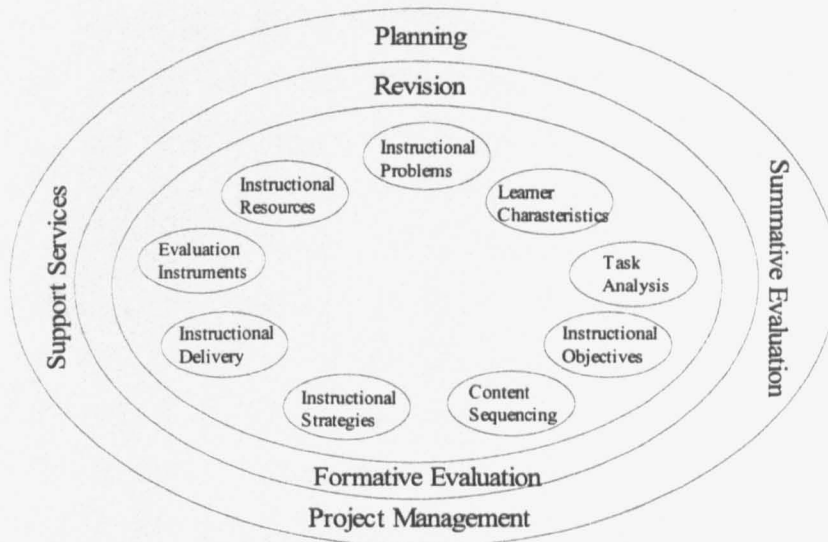 Planning
Revision
Instructional
Problems
Instructional
Resources
Learner
Charasteristics
Evaluation
Instruments
Task
Analysis
Support Services
Summative Evaluation
Instructional
Delivery
Instructional
Objectives
Instructional
Strategies
Content
Sequencing
Formative Evaluation
Project Management